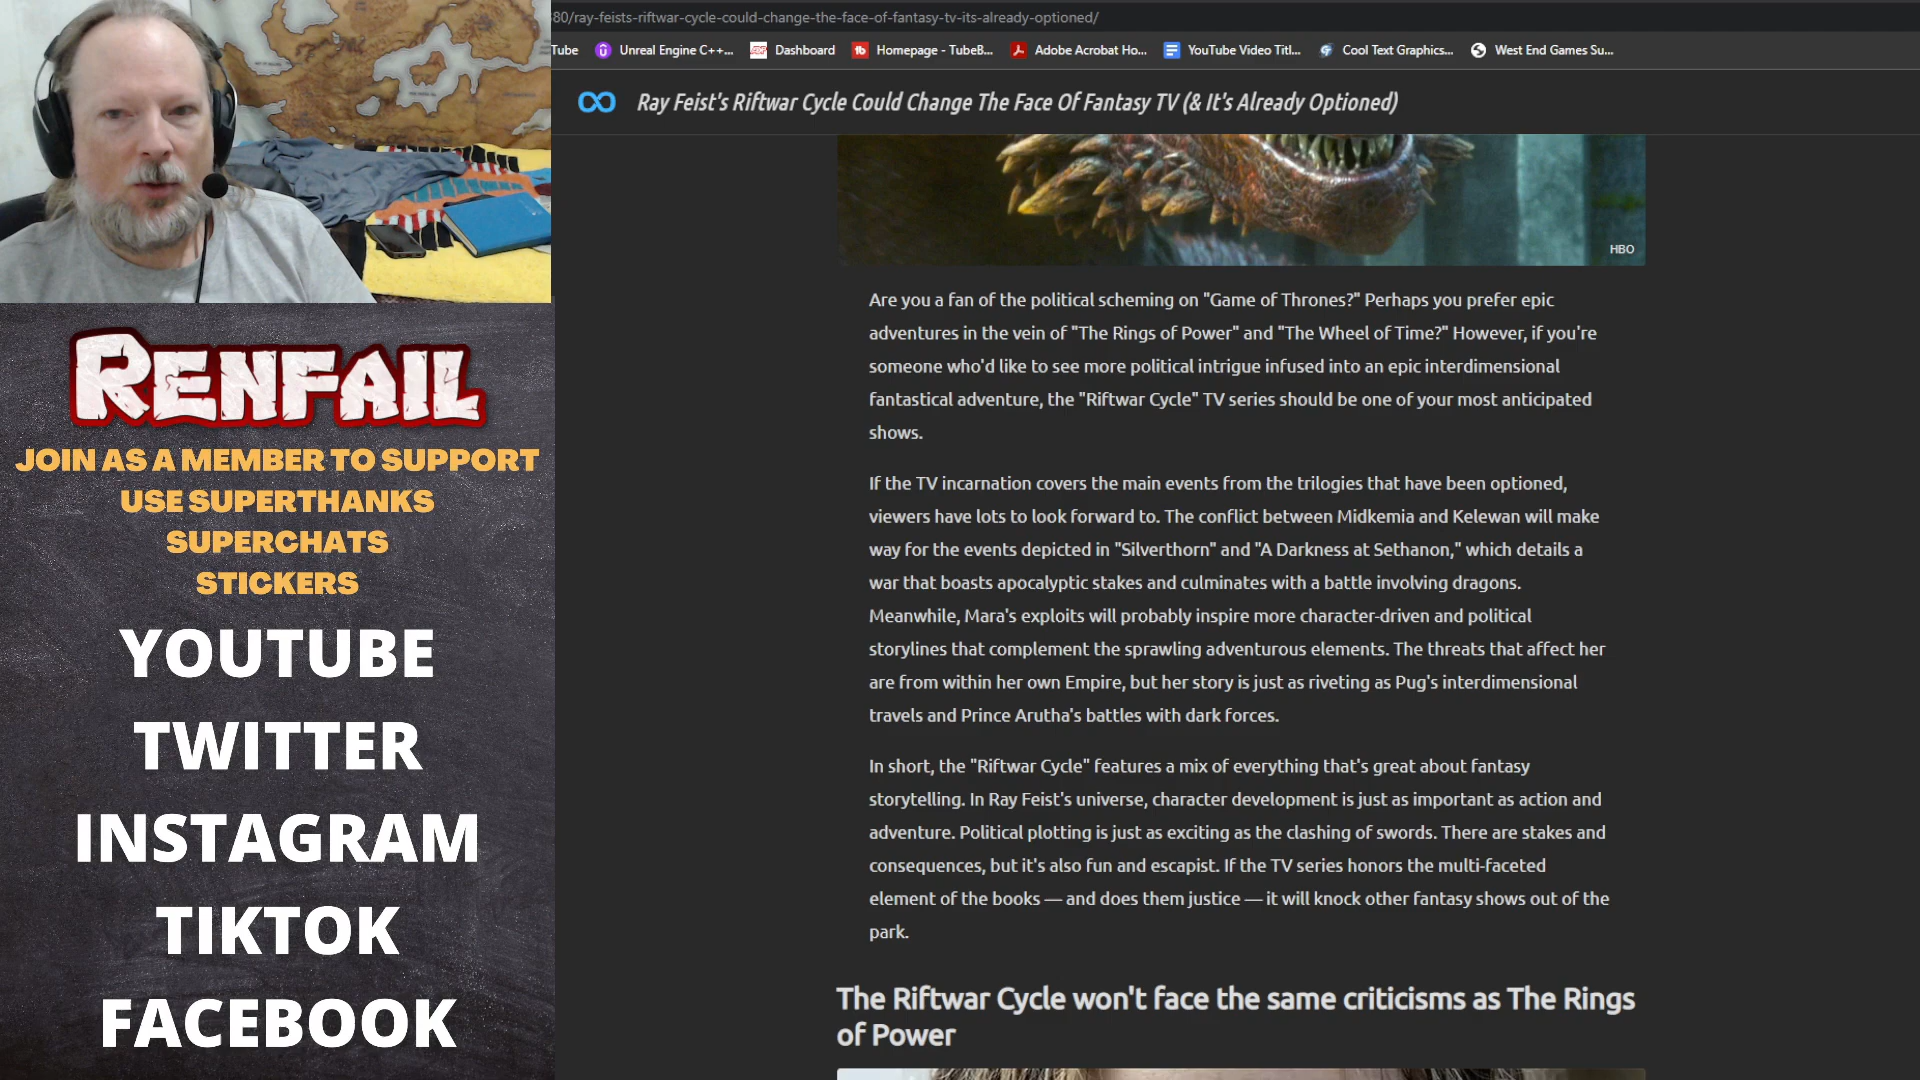 80/ray-feists-riftwar-cycle-could-change-the-face-of-fantasy-tv-its-already-optioned/
Tube
Unreal Engine C++...
Dashboard
Homepage - TubeB...
Adobe Acrobat Ho...
YouTube Video Titl...
Cool Text Graphics...
West End Games Su...
Ray Feist's Riftwar Cycle Could Change The Face Of Fantasy TV (& It's Already Optioned)
HBO
Are you a fan of the political scheming on "Game of Thrones?" Perhaps you prefer epic
adventures in the vein of "The Rings of Power" and "The Wheel of Time?" However, if you're
someone who'd like to see more political intrigue infused into an epic interdimensional
fantastical adventure, the "Riftwar Cycle" TV series should be one of your most anticipated
shows.
If the TV incarnation covers the main events from the trilogies that have been optioned,
viewers have lots to look forward to. The conflict between Midkemia and Kelewan will make
way for the events depicted in "Silverthorn" and "A Darkness at Sethanon," which details a
war that boasts apocalyptic stakes and culminates with a battle involving dragons.
Meanwhile, Mara's exploits will probably inspire more character-driven and political
storylines that complement the sprawling adventurous elements. The threats that affect her
are from within her own Empire, but her story is just as riveting as Pug's interdimensional
travels and Prince Arutha's battles with dark forces.
In short, the "Riftwar Cycle" features a mix of everything that's great about fantasy
storytelling. In Ray Feist's universe, character development is just as important as action and
adventure. Political plotting is just as exciting as the clashing of swords. There are stakes and
consequences, but it's also fun and escapist. If the TV series honors the multi-faceted
element of the books — and does them justice — it will knock other fantasy shows out of the
park.
The Riftwar Cycle won't face the same criticisms as The Rings
of Power
RENFAIL
JOIN AS A MEMBER TO SUPPORT
USE SUPERTHANKS
SUPERCHATS
STICKERS
YOUTUBE
TWITTER
INSTAGRAM
TIKTOK
FACEBOOK